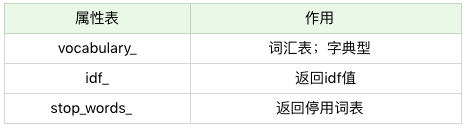 属性表 作用
vocabulary_ 词汇表；字典型
idf_ 返回idf值
stop_words_ 返回停用词表